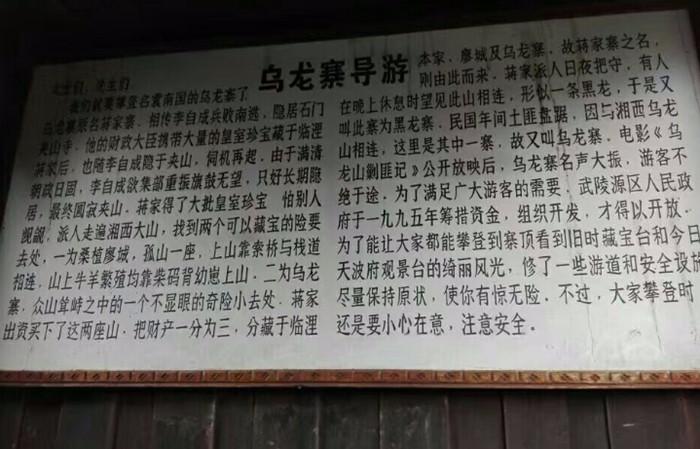 乌龙寨导游
女士们，先生们
我们就要攀登名震南国的乌龙寨了
乌龙寨原名蒋家寨．相传李自成兵败南逃，隐居石门
夹山寺．他的财政大臣携带大量的皇室珍宝藏于临澧
蒋家后，也随李自成隐于夹山，伺机再起．由于满清
朝政日固，李自成欲集部重振旗鼓无望，只好长期隐
居，最终圆寂夹山．蒋家得了大批皇室珍宝　怕别人
觊觎，派人走遍湘西大山，找到两个可以藏宝的险要
去处，一为桑植廖城，孤山一座，上山靠索桥与栈道
相连．山上牛羊繁殖均靠柴码背幼崽上山．二为乌龙
寨．众山耸峙之中的一个不显眼的奇险小去处．蒋家
出资买下了这两座山．把财产一分为三，分藏于临澧
本家．廖城及乌龙寨．故蒋家寨之名，
则由此而来．蒋家派人日夜把守，有人
在晚上休息时望见此山相连，形似一条黑龙，于是又
叫此寨为黑龙寨．民国年间土匪盘踞，因与湘西乌龙
山相连，这里是其中一寨，故又叫乌龙寨．电影《乌
龙山剿匪记》公开放映后，乌龙寨名声大振，游客不
绝于途．为了满足广大游客的需要．武陵源区人民政
府于一九九五年筹措资金，组织开发，才得以开放．
为了能让大家都能攀登到寨顶看到旧时藏宝台和今日
天波府观景台的绮丽风光，修了一些游道和安全设施
尽量保持原状，使你有惊无险．不过，大家攀登时
还是要小心在意，注意安全。